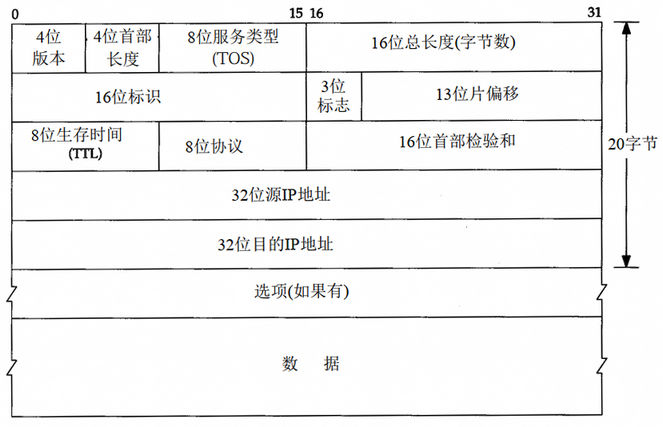 0 15 16 31
4位
版本
4位首部
长度
8位服务类型
(TOS)
16位总长度(字节数)
16位标识
3位
标志
13位片偏移
8位生存时间
(TTL)
8位协议
16位首部检验和
20字节
32位源IP地址
32位目的IP地址
选项(如果有)
数 据